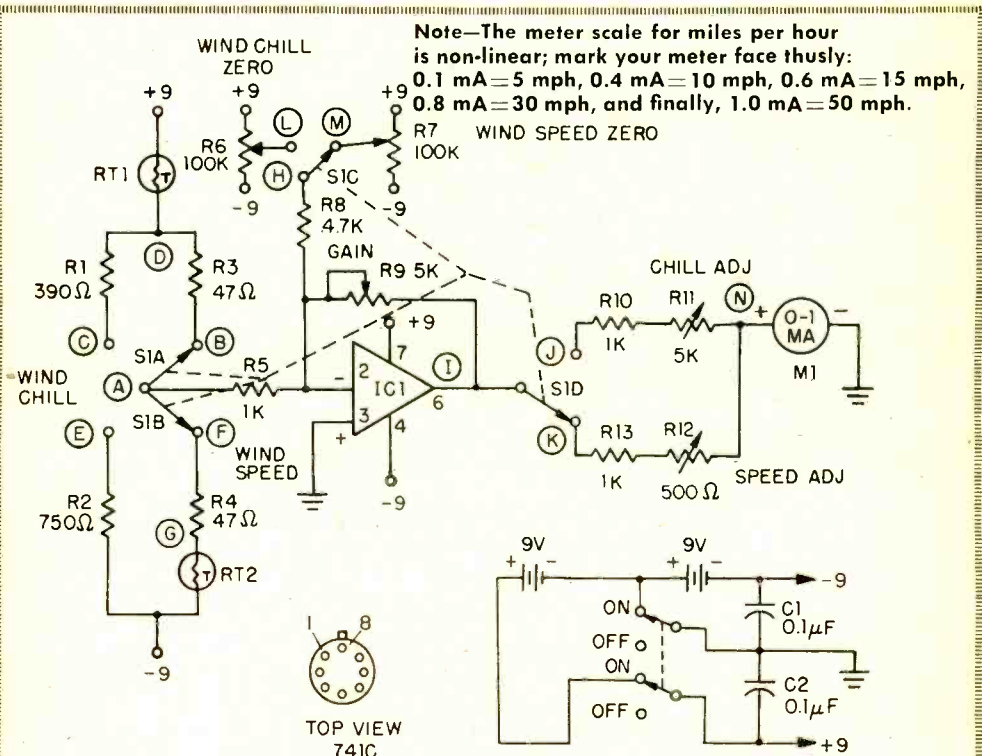 Note—The meter scale for miles per hour
is non-linear; mark your meter face thusly:
0.1 mA=5 mph, 0.4 mA=10 mph, 0.6 mA=15 mph,
0.8 mA=30 mph, and finally, 1.0 mA=50 mph.
WIND CHILL
ZERO
+9
+9
+9
L
M
R6
100K
R7
100K
WIND SPEED ZERO
RT1
T
H
S1C
-9
-9
R8
4.7K
D
GAIN
R9 5K
R1
390Ω
R3
47Ω
CHILL ADJ
R10
R11
N
+
-
0-1
MA
M1
1K
5K
+9
C
B
J
S1A
R5
7
I
WIND
CHILL
A
2
-
IC1
6
S1D
1K
3
+
4
S1B
K
E
F
R13
R12
WIND
SPEED
SPEED ADJ
1K
500Ω
-9
R2
750Ω
R4
47Ω
G
T
RT2
9V
9V
+
-
+
-
-9
ON
C1
0.1µF
OFF
-9
1
8
ON
C2
0.1µF
OFF
TOP VIEW
741C
+9